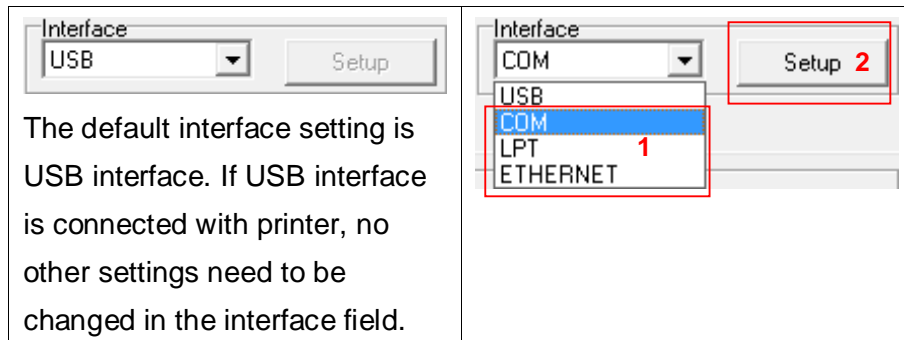 Interface
USB
Setup
The default interface setting is
USB interface. If USB interface
is connected with printer, no
other settings need to be
changed in the interface field.
Interface
COM
Setup 2
USB
COM
LPT 1
ETHERNET